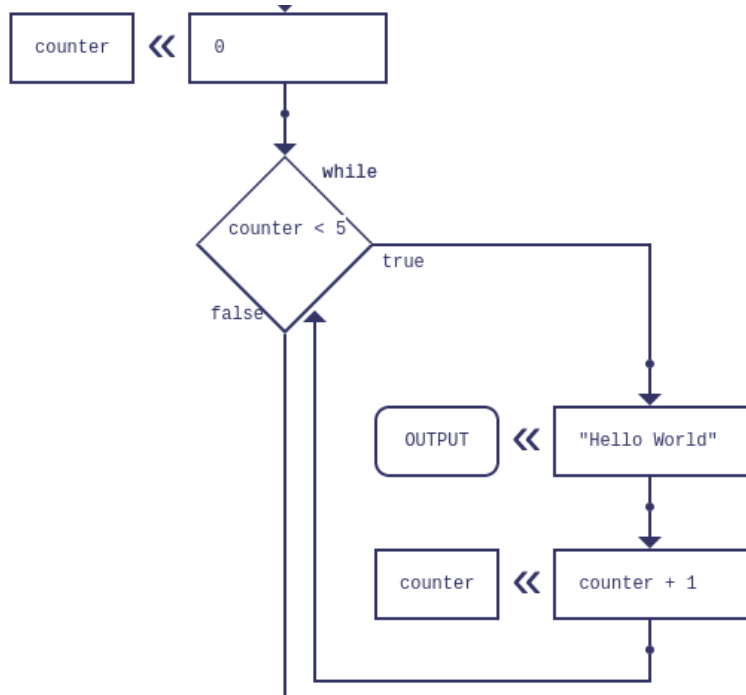 counter « 0
while
counter < 5
true
false
OUTPUT « "Hello World"
counter « counter + 1